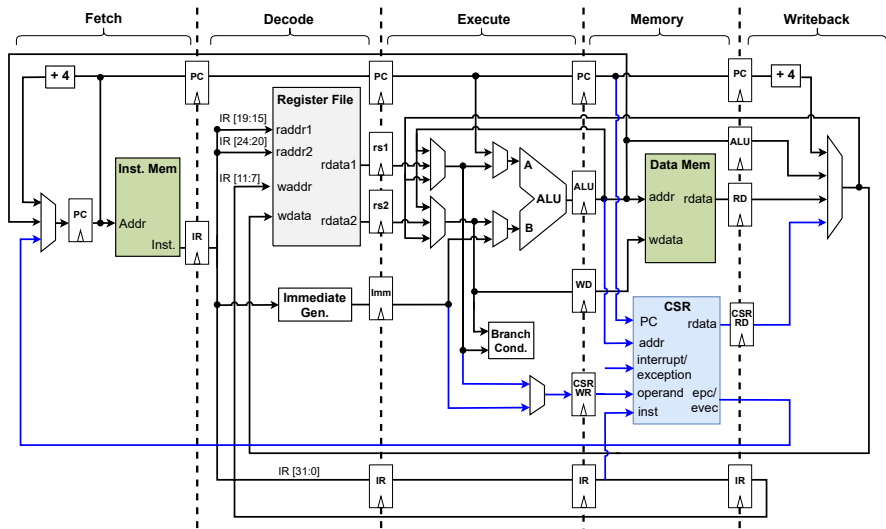 Fetch
Decode
Execute
Memory
Writeback
+ 4
PC
PC
PC
PC
+ 4
Register File
IR [19:15]
raddr1
IR [24:20]
raddr2
rdata1
IR [11:7]
waddr
wdata
rdata2
rs1
rs2
A
B
ALU
ALU
ALU
Inst. Mem
Addr
Inst.
PC
IR
Data Mem
addr
rdata
wdata
RD
Immediate
Gen.
Imm
WD
Branch
Cond.
CSR
WR
CSR
PC
rdata
addr
interrupt/
exception
operand
epc/
evec
inst
CSR
RD
IR [31:0]
IR
IR
IR